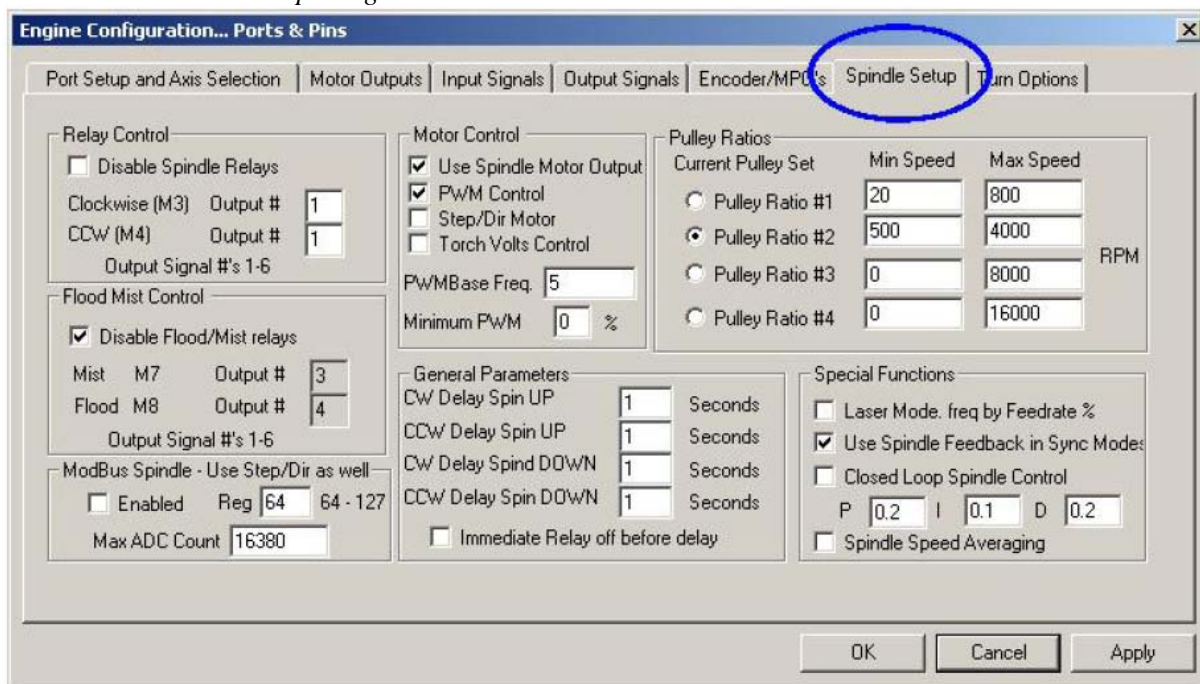 Engine Configuration... Ports & Pins
Port Setup and Axis Selection
Motor Outputs
Input Signals
Output Signals
Encoder/MPG's
Spindle Setup
Turn Options
Relay Control
Disable Spindle Relays
Clockwise (M3) Output # 1
CCW (M4) Output # 1
Output Signal #'s 1-6
Flood Mist Control
Disable Flood/Mist relays
Mist M7 Output # 3
Flood M8 Output # 4
Output Signal #'s 1-6
ModBus Spindle - Use Step/Dir as well
Enabled Reg 64 64 - 127
Max ADC Count 16380
Motor Control
Use Spindle Motor Output
PWM Control
Step/Dir Motor
Torch Volts Control
PWMBase Freq. 5
Minimum PWM 0 %
General Parameters
CW Delay Spin UP 1 Seconds
CCW Delay Spin UP 1 Seconds
CW Delay Spind DOWN 1 Seconds
CCW Delay Spin DOWN 1 Seconds
Immediate Relay off before delay
Pulley Ratios
Current Pulley Set Min Speed Max Speed
Pulley Ratio #1 20 800
Pulley Ratio #2 500 4000
RPM
Pulley Ratio #3 0 8000
Pulley Ratio #4 0 16000
Special Functions
Laser Mode. freq by Feedrate %
Use Spindle Feedback in Sync Modes
Closed Loop Spindle Control
P 0.2 I 0.1 D 0.2
Spindle Speed Averaging
OK
Cancel
Apply